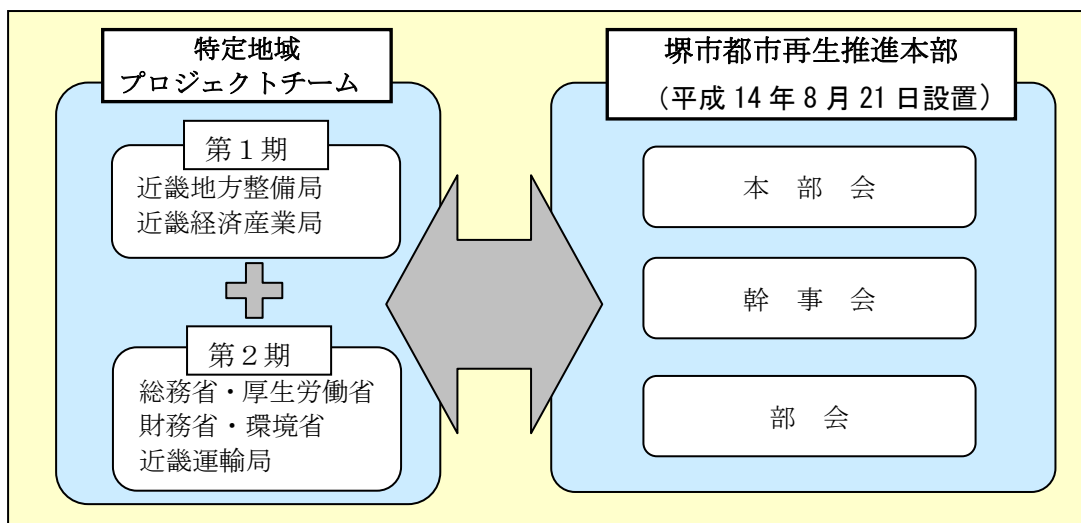 特定地域
プロジェクトチーム
第１期
近畿地方整備局
近畿経済産業局
第２期
総務省・厚生労働省
財務省・環境省
近畿運輸局
堺市都市再生推進本部
（平成 14 年 8 月 21 日設置）
本　部　会
幹　事　会
部　会